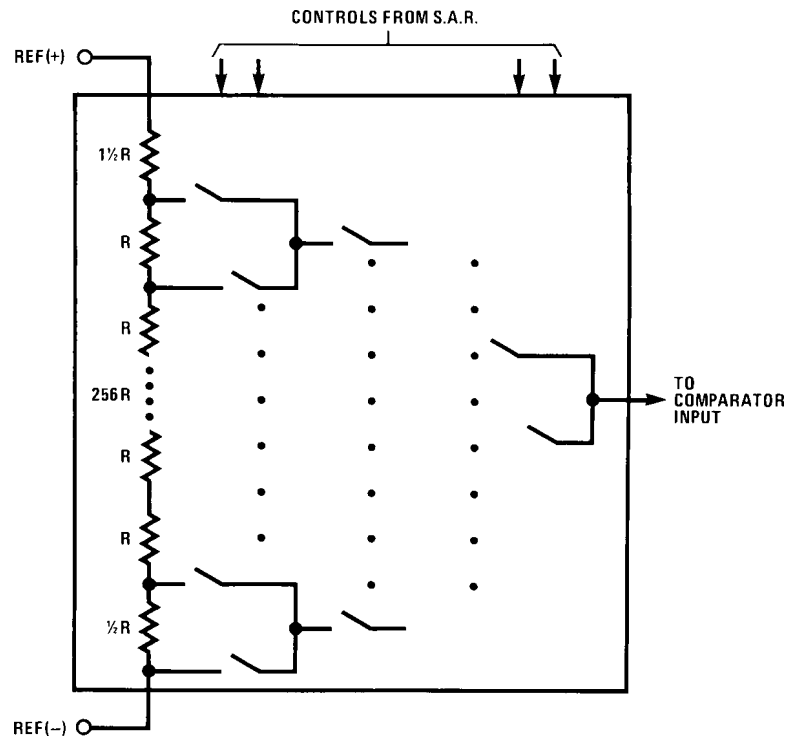 CONTROLS FROM S.A.R.
REF(+)
1½R
R
R
256R
R
R
½R
REF(−)
TO
COMPARATOR
INPUT